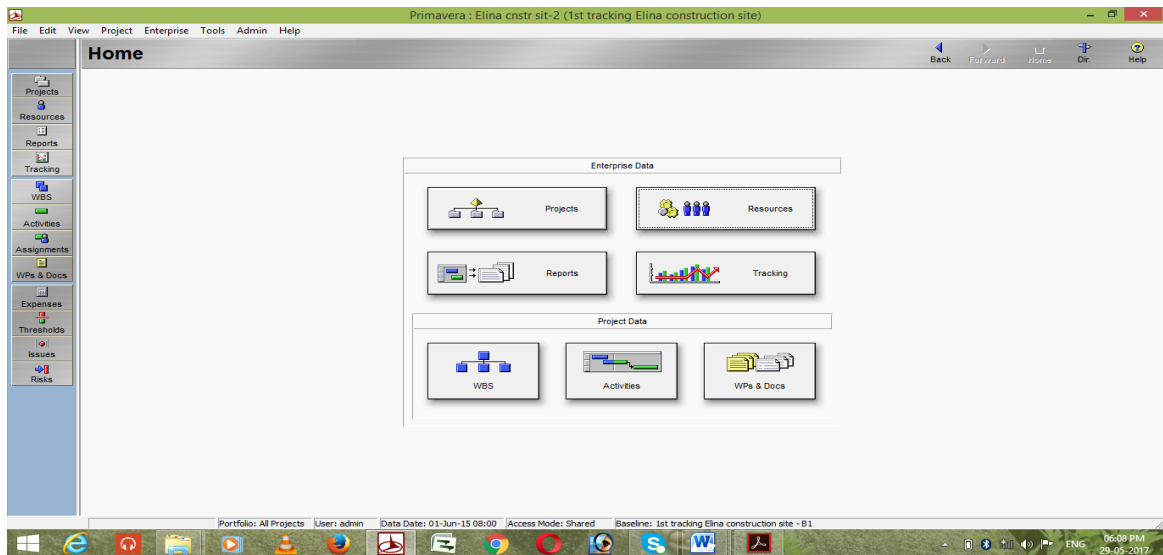 Primavera : Elina cnstr sit-2 (1st tracking Elina construction site)
File Edit View Project Enterprise Tools Admin Help
Home
Back Forward Home Dir. Help
Projects
Resources
Reports
Tracking
WBS
Activities
Assignments
WPs & Docs
Expenses
Thresholds
Issues
Risks
Enterprise Data
Projects Resources
Reports Tracking
Project Data
WBS Activities WPs & Docs
Portfolio: All Projects User: admin Data Date: 01-Jun-15 08:00 Access Mode: Shared Baseline: 1st tracking Elina construction site - B1
ENG 06:08 PM
29-05-2017